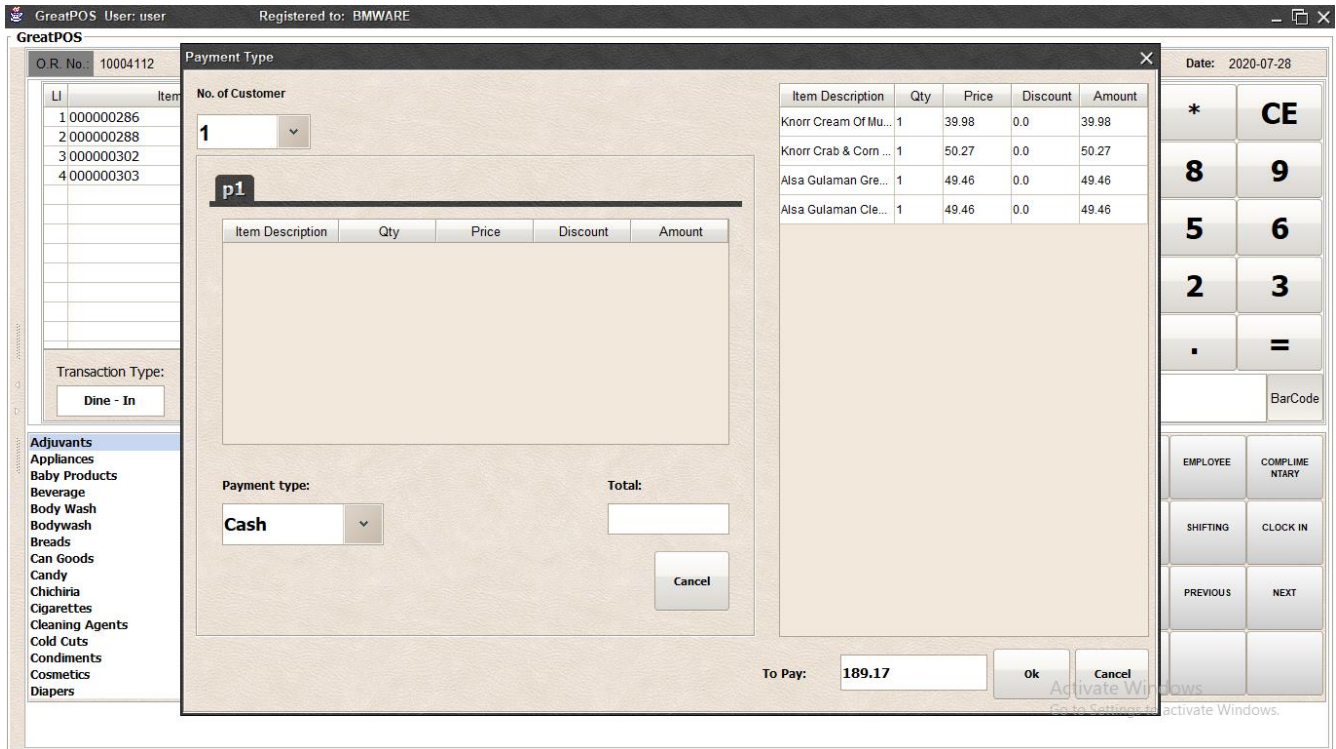 GreatPOS User: user Registered to: BMWARE
GreatPOS
O.R. No.: 10004112
Date: 2020-07-28
LI Item
1 000000286
2 000000288
3 000000302
4 000000303
Transaction Type:
Dine - In
Adjuvants
Appliances
Baby Products
Beverage
Body Wash
Bodywash
Breads
Can Goods
Candy
Chichiria
Cigarettes
Cleaning Agents
Cold Cuts
Condiments
Cosmetics
Diapers
Payment Type
No. of Customer
1
p1
Item Description Qty Price Discount Amount
Payment type:
Cash
Total:
Cancel
Item Description Qty Price Discount Amount
Knorr Cream Of Mu... 1 39.98 0.0 39.98
Knorr Crab & Corn ... 1 50.27 0.0 50.27
Alsa Gulaman Gre... 1 49.46 0.0 49.46
Alsa Gulaman Cle... 1 49.46 0.0 49.46
To Pay: 189.17
Ok
Cancel
* CE
8 9
5 6
2 3
. =
BarCode
EMPLOYEE
COMPLIME
NTARY
SHIFTING
CLOCK IN
PREVIOUS
NEXT
Activate Windows
Go to Settings to activate Windows.